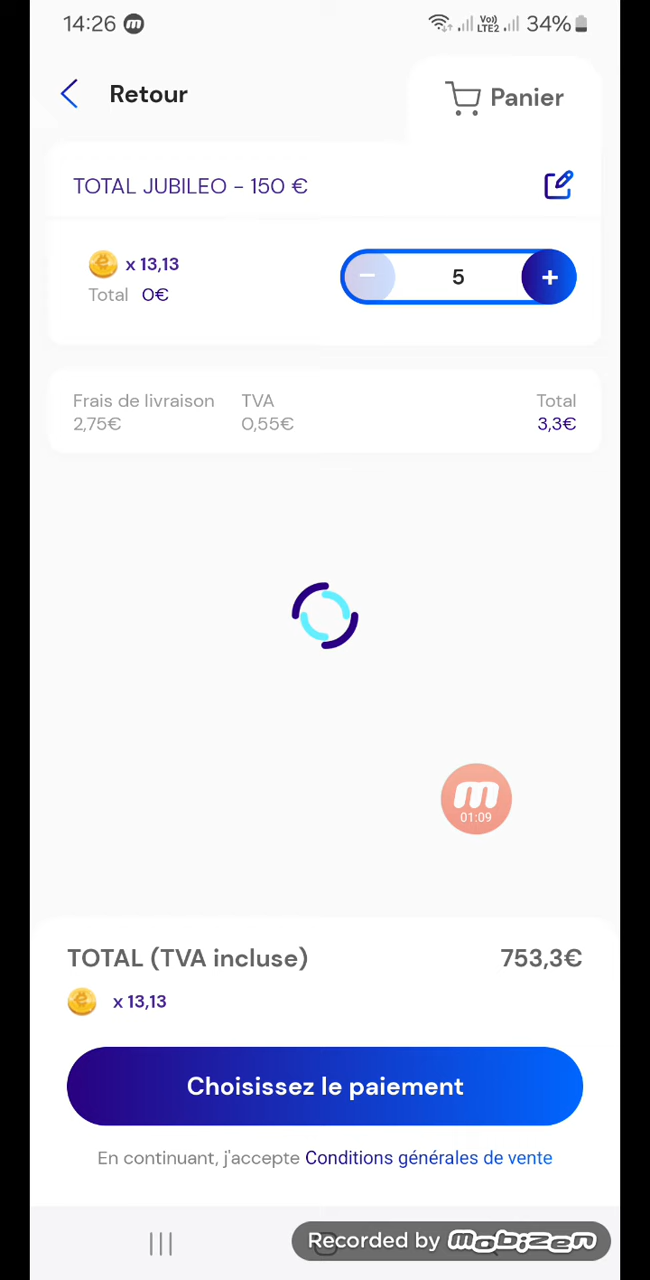 14:26
Vo))
LTE2
34%
Retour
Panier
TOTAL JUBILEO - 150 €
x 13,13
Total 0€
5
Frais de livraison TVA Total
2,75€ 0,55€ 3,3€
m
01:09
TOTAL (TVA incluse) 753,3€
x 13,13
Choisissez le paiement
En continuant, j'accepte Conditions générales de vente
Recorded by mobizen